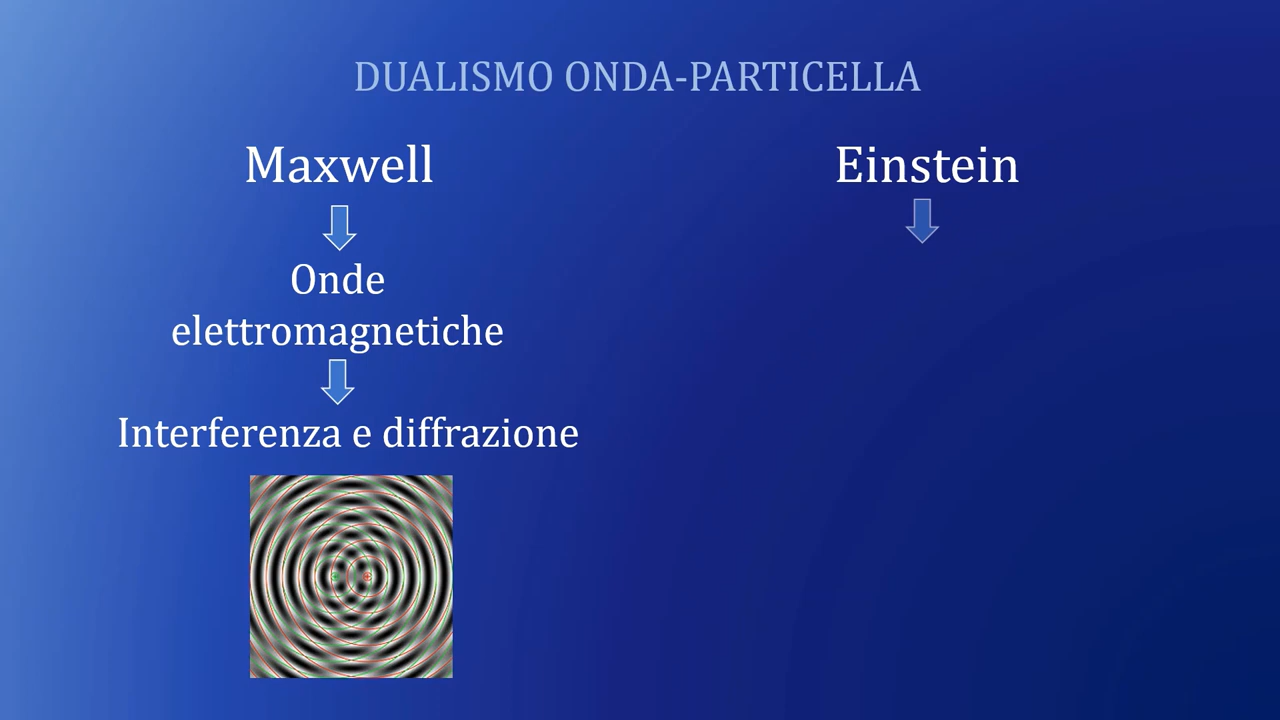 DUALISMO ONDA-PARTICELLA
Maxwell
Onde
elettromagnetiche
Interferenza e diffrazione
Einstein